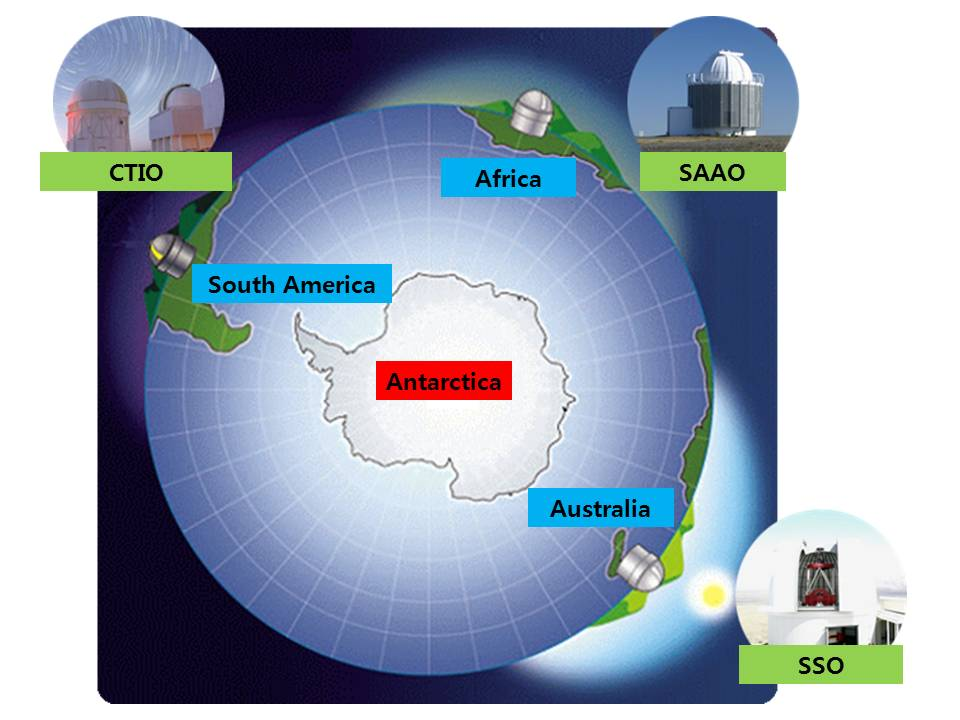 CTIO
SAAO
Africa
South America
Antarctica
Australia
SSO